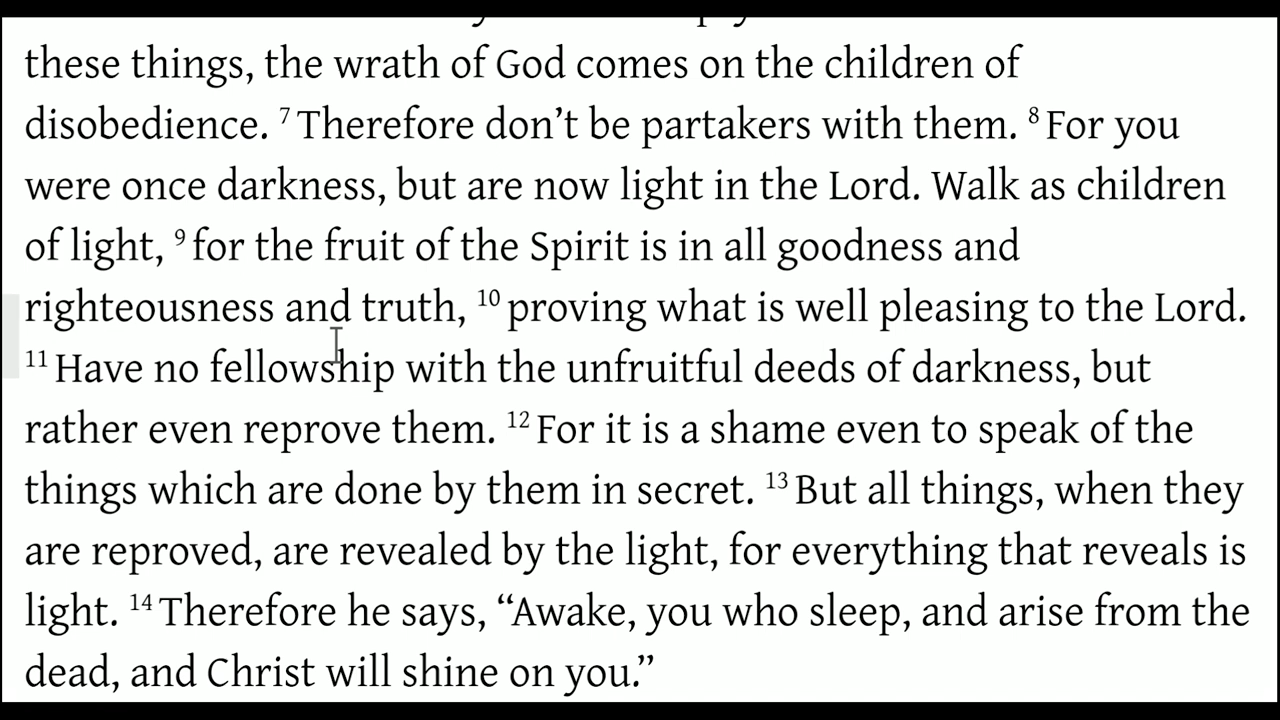 these things, the wrath of God comes on the children of
disobedience. 7 Therefore don’t be partakers with them. 8 For you
were once darkness, but are now light in the Lord. Walk as children
of light, 9 for the fruit of the Spirit is in all goodness and
righteousness and truth, 10 proving what is well pleasing to the Lord.
11 Have no fellowship with the unfruitful deeds of darkness, but
rather even reprove them. 12 For it is a shame even to speak of the
things which are done by them in secret. 13 But all things, when they
are reproved, are revealed by the light, for everything that reveals is
light. 14 Therefore he says, “Awake, you who sleep, and arise from the
dead, and Christ will shine on you.”